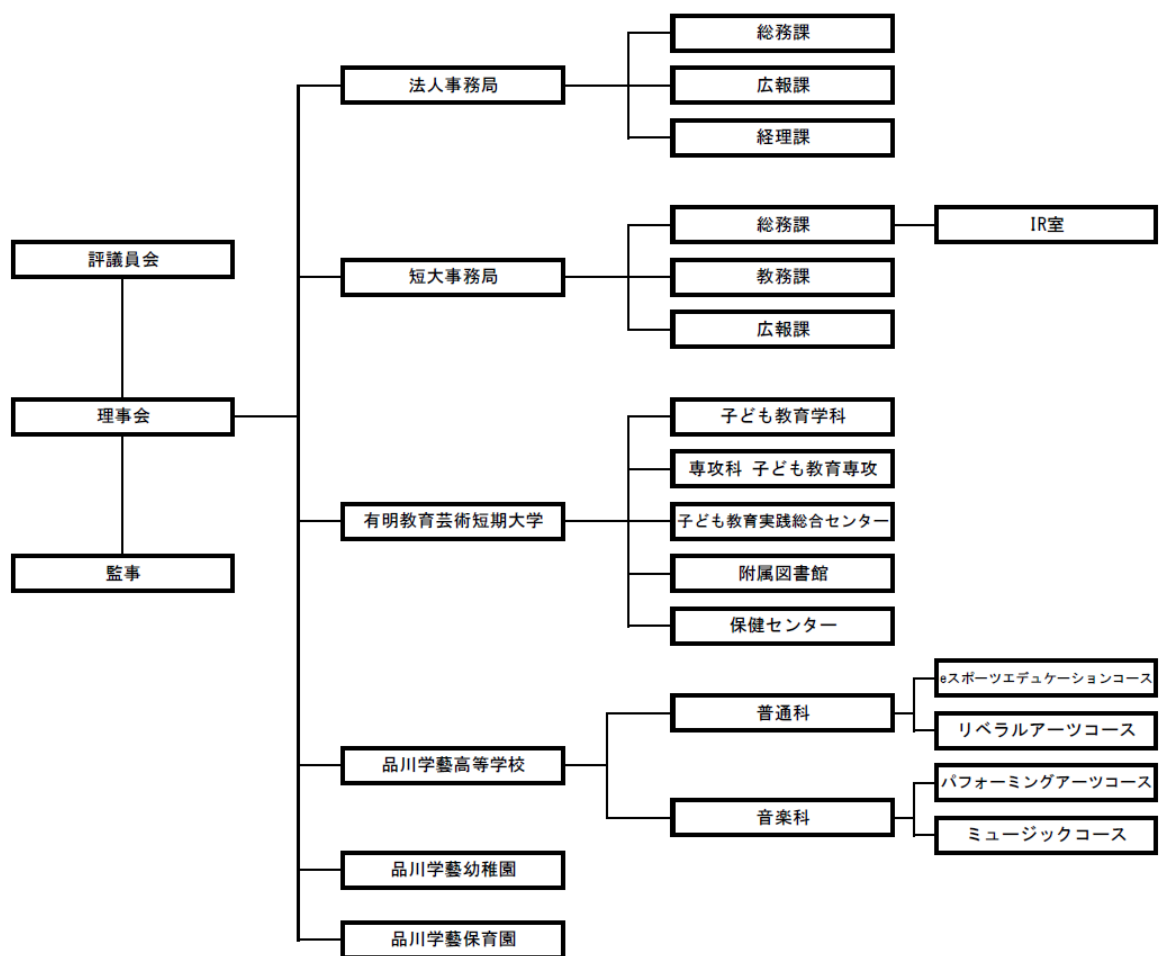 評議員会
理事会
監事
法人事務局
総務課
広報課
経理課
短大事務局
総務課
IR室
教務課
広報課
有明教育芸術短期大学
子ども教育学科
専攻科 子ども教育専攻
子ども教育実践総合センター
附属図書館
保健センター
品川学藝高等学校
普通科
eスポーツエデュケーションコース
リベラルアーツコース
音楽科
パフォーミングアーツコース
ミュージックコース
品川学藝幼稚園
品川学藝保育園